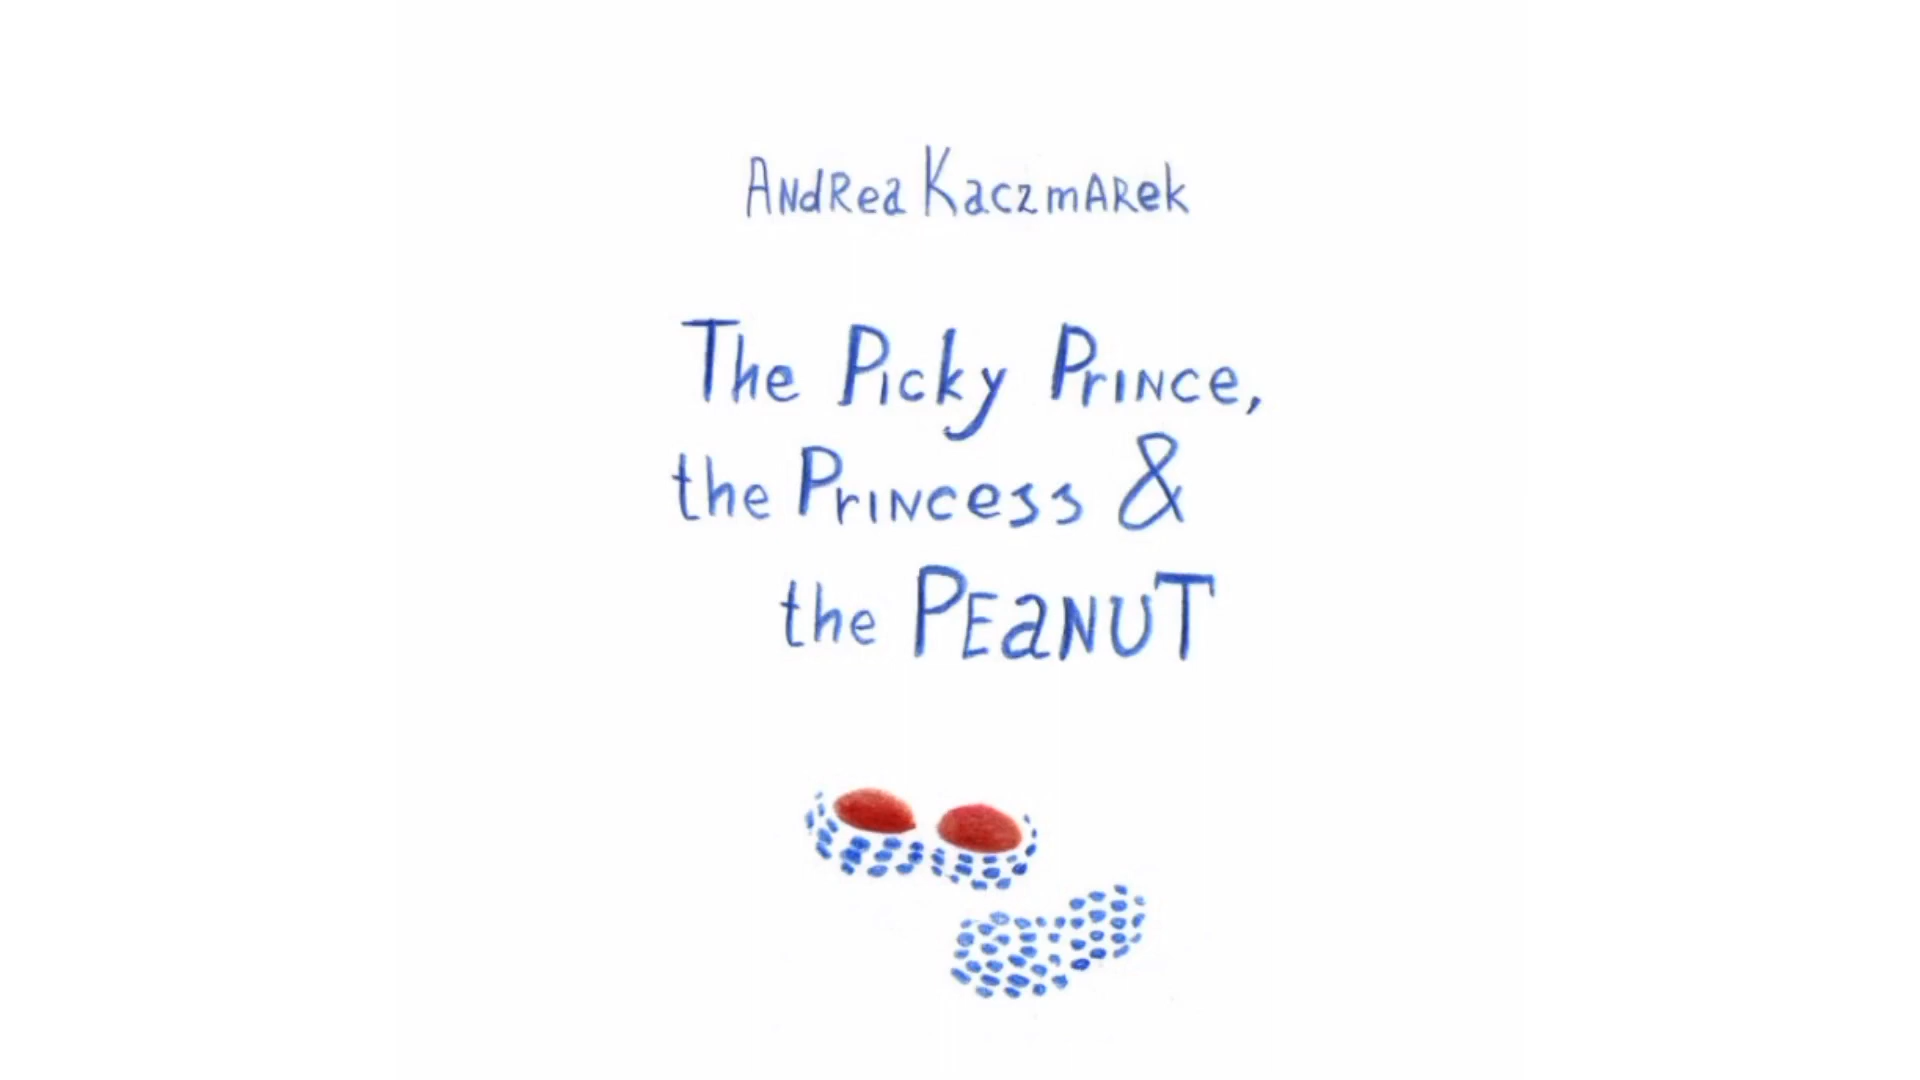 Andrea Kaczmarek
The Picky Prince,
the Princess &
the PEaNUT